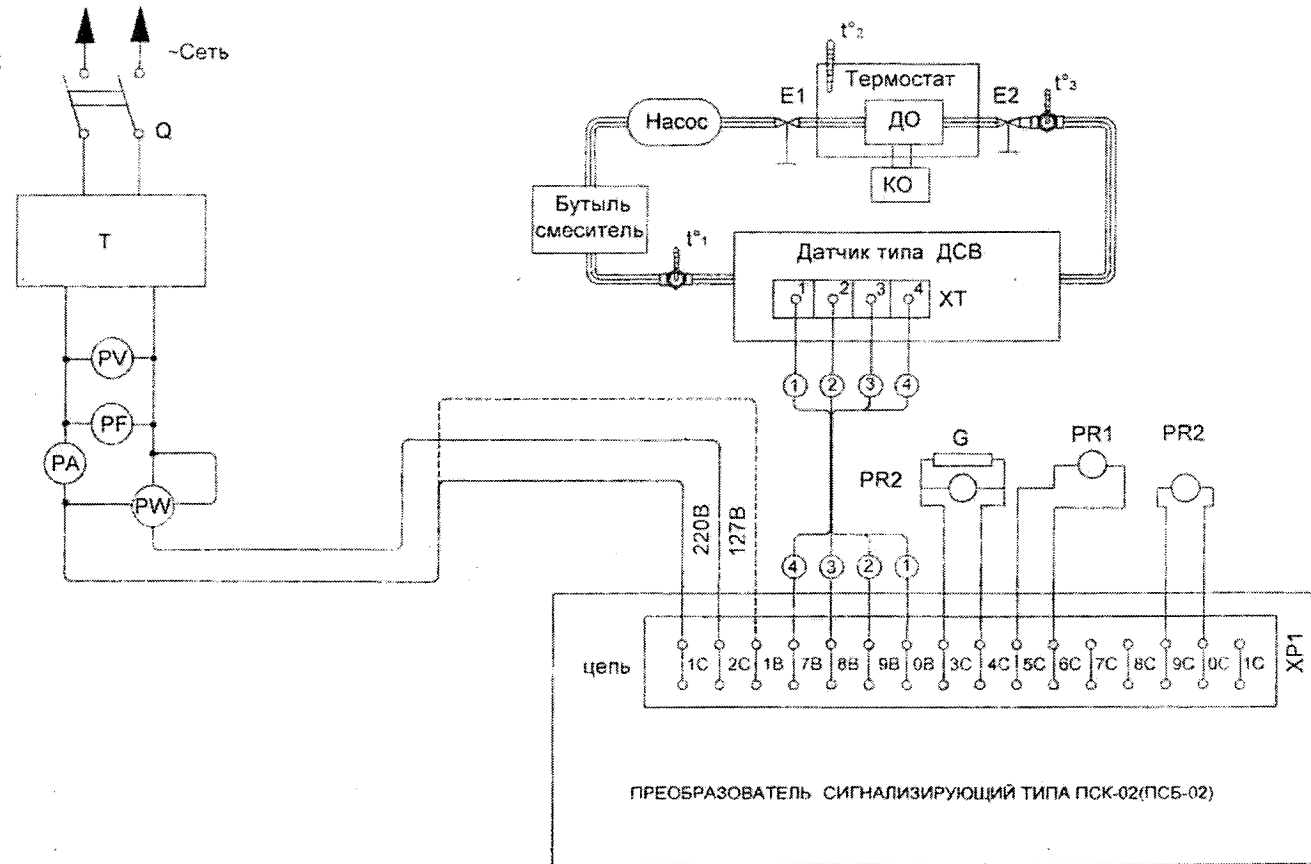 ~Сеть
Q
T
PV
PF
PA
PW
t°₂
Термостат
E1
E2
t°₃
Насос
ДО
КО
Бутыль
смеситель
t°₁
Датчик типа ДСВ
1 2 3 4
XT
1 2 3 4
G
PR2
PR1
PR2
220В
127В
4 3 2 1
цепь
1С 2С 1В 7В 8В 9В 0В 3С 4С 5С 6С 7С 8С 9С 0С 1С
XP1
ПРЕОБРАЗОВАТЕЛЬ СИГНАЛИЗИРУЮЩИЙ ТИПА ПСК-02(ПСБ-02)